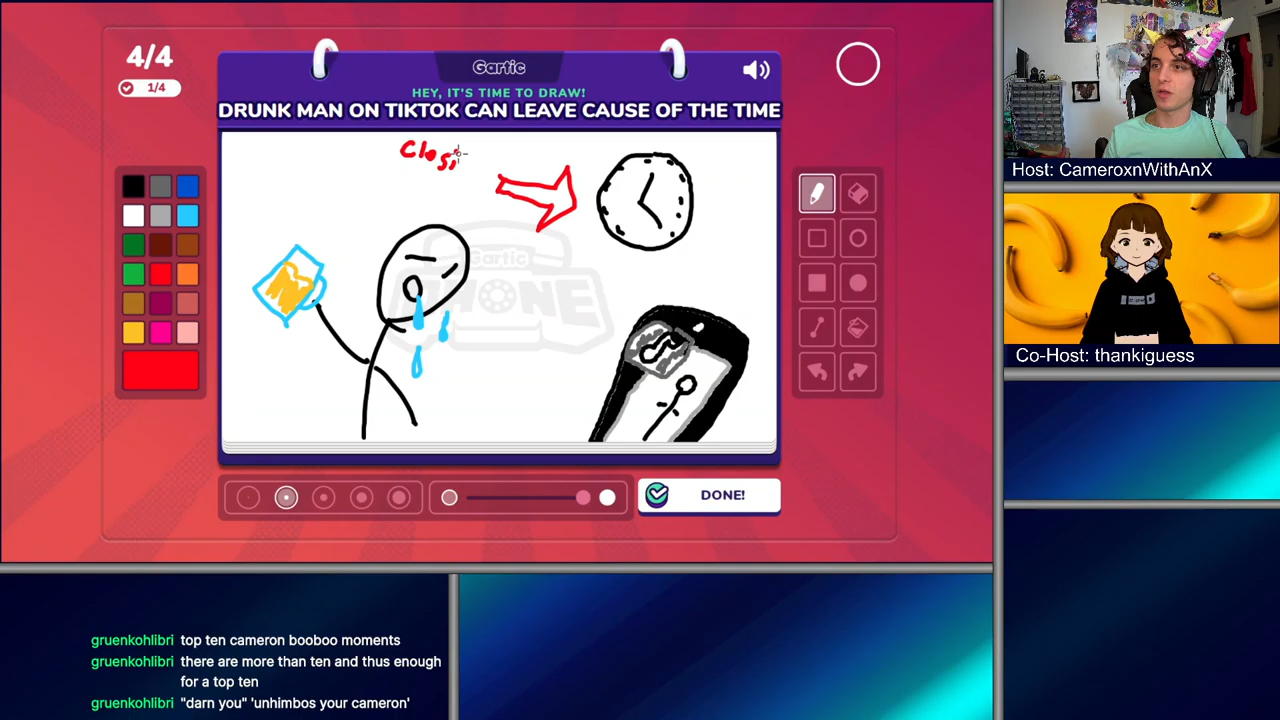 4/4
1/4
Gartic
HEY, IT'S TIME TO DRAW!
DRUNK MAN ON TIKTOK CAN LEAVE CAUSE OF THE TIME
Closi
Gartic
PHONE
DONE!
Host: CameroxnWithAnX
Co-Host: thankiguess
gruenkohlibri top ten cameron booboo moments
gruenkohlibri there are more than ten and thus enough
for a top ten
gruenkohlibri "darn you" 'unhimbos your cameron'